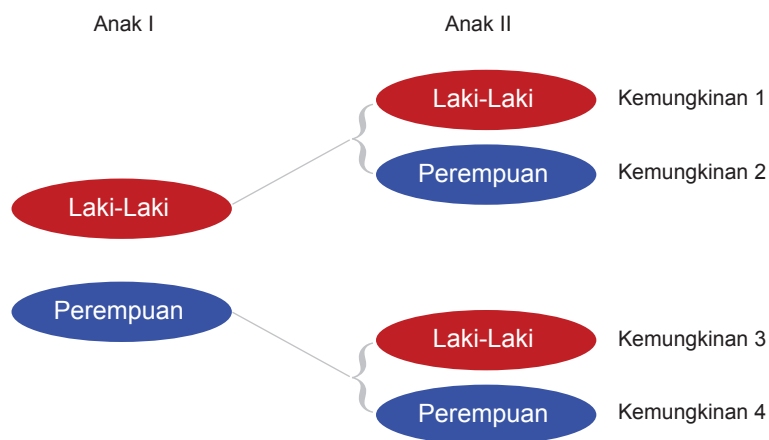 Anak I
Anak II
Laki-Laki
Kemungkinan 1
Perempuan
Kemungkinan 2
Laki-Laki
Perempuan
Laki-Laki
Kemungkinan 3
Perempuan
Kemungkinan 4